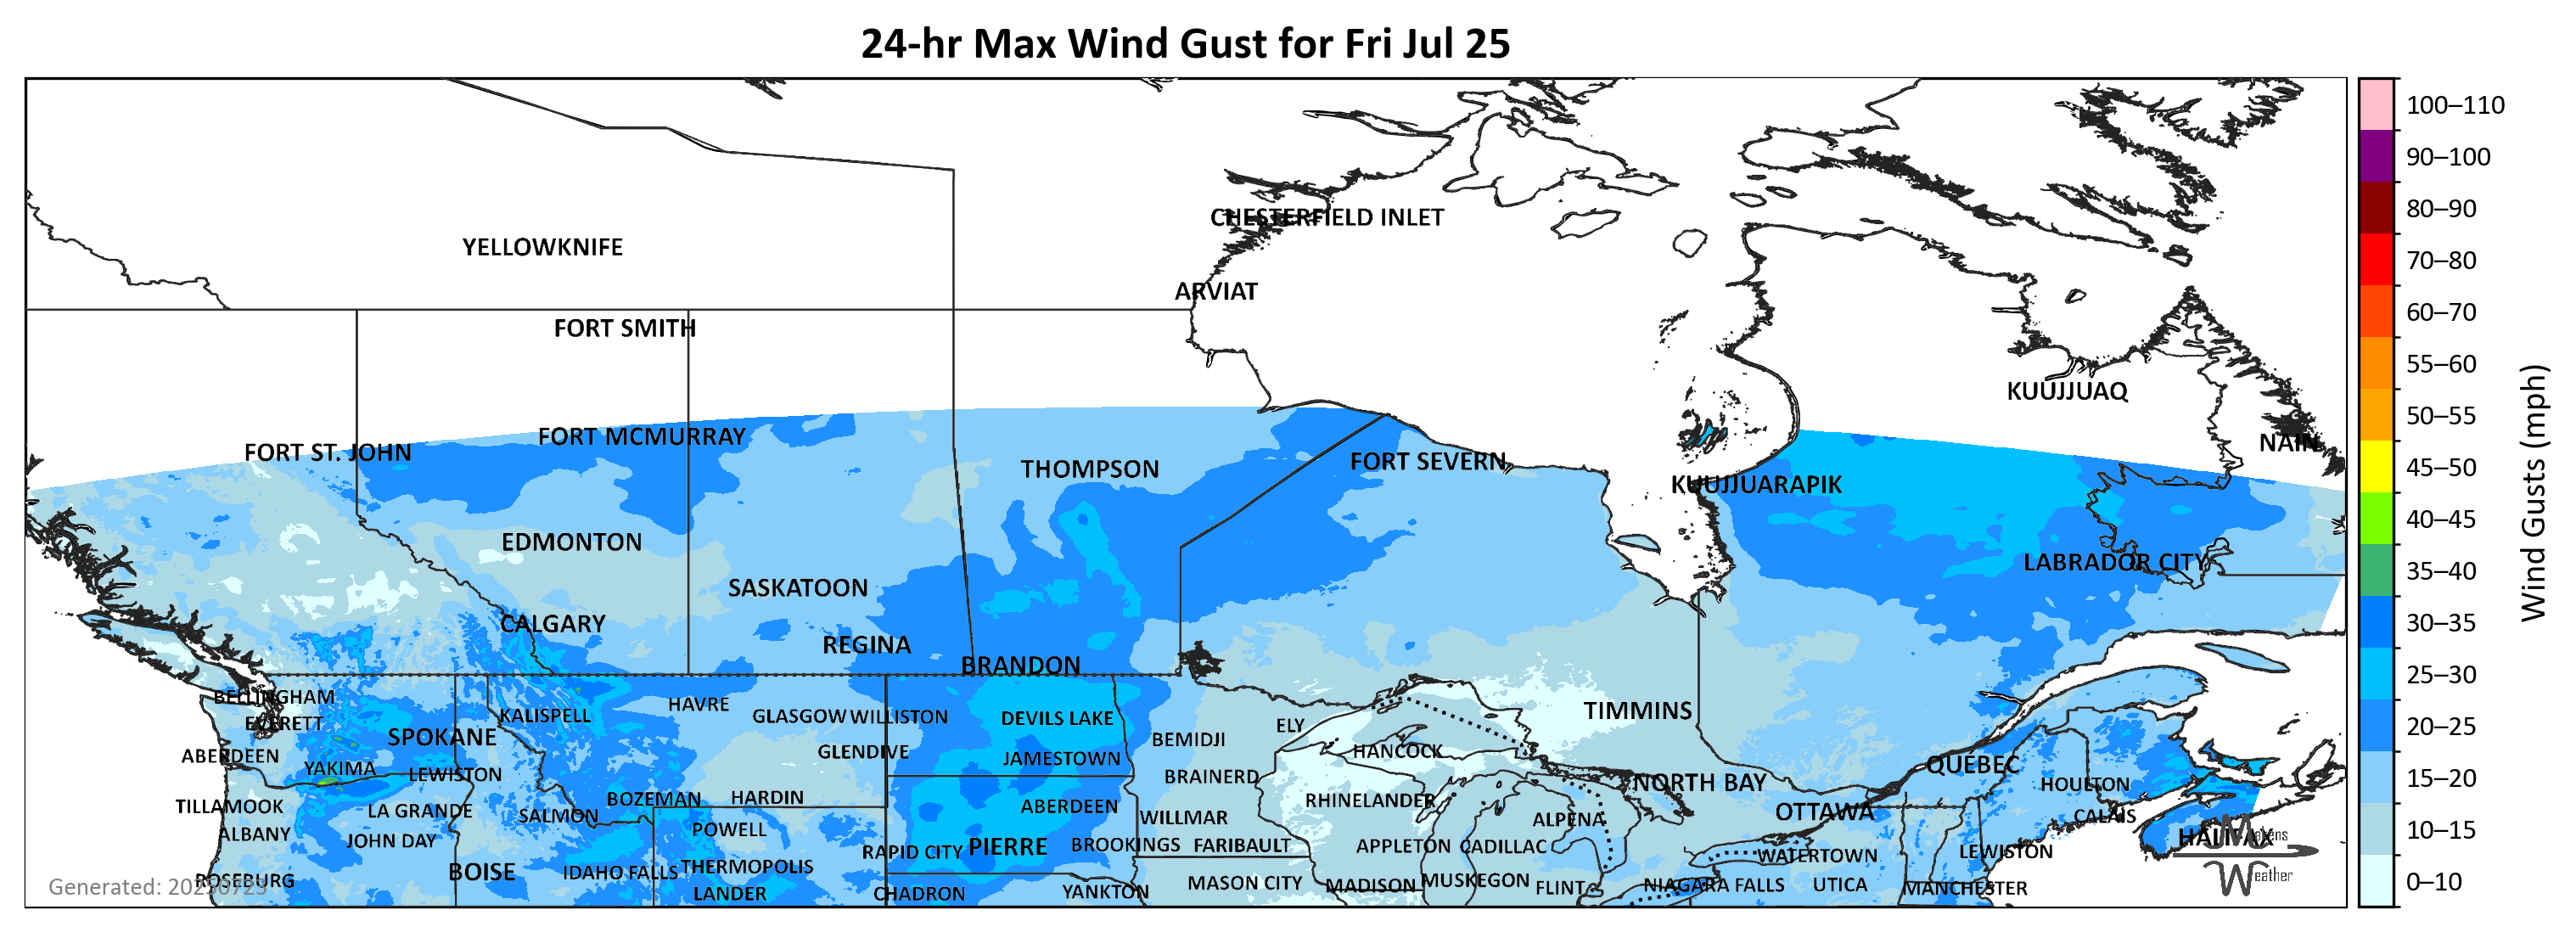 24-hr Max Wind Gust for Fri Jul 25
100–110
90–100
80–90
70–80
60–70
55–60
50–55
45–50
40–45
35–40
30–35
25–30
20–25
15–20
10–15
0–10
Wind Gusts (mph)
CHESTERFIELD INLET
YELLOWKNIFE
ARVIAT
FORT SMITH
KUUJJUAQ
FORT MCMURRAY
NAIN
FORT ST. JOHN
FORT SEVERN
THOMPSON
KUUJJUARAPIK
EDMONTON
LABRADOR CITY
SASKATOON
CALGARY
REGINA
BRANDON
BELLINGHAM
HAVRE
TIMMINS
KALISPELL
GLASGOW
WILLISTON
DEVILS LAKE
EVERETT
ELY
SPOKANE
BEMIDJI
HANCOCK
GLENDIVE
ABERDEEN
JAMESTOWN
QUÉBEC
YAKIMA
LEWISTON
BRAINERD
NORTH BAY
HOULTON
BOZEMAN
HARDIN
RHINELANDER
TILLAMOOK
ABERDEEN
LA GRANDE
OTTAWA
SALMON
WILLMAR
CALAIS
ALPENA
POWELL
ALBANY
HALIFAX
JOHN DAY
BROOKINGS
FARIBAULT
APPLETON
CADILLAC
PIERRE
RAPID CITY
LEWISTON
WATERTOWN
THERMOPOLIS
BOISE
IDAHO FALLS
ROSEBURG
MUSKEGON
MASON CITY
MADISON
FLINT
NIAGARA FALLS
UTICA
MANCHESTER
YANKTON
LANDER
CHADRON
Makens
Weather
Generated: 20250723